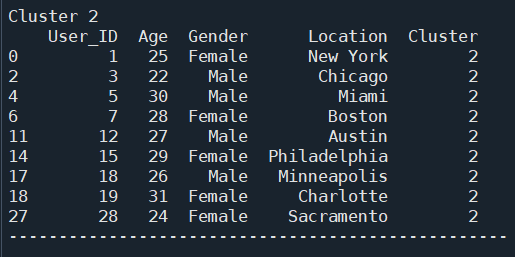 Cluster 2
User_ID Age Gender Location Cluster
0 1 25 Female New York 2
2 3 22 Male Chicago 2
4 5 30 Male Miami 2
6 7 28 Female Boston 2
11 12 27 Male Austin 2
14 15 29 Female Philadelphia 2
17 18 26 Male Minneapolis 2
18 19 31 Female Charlotte 2
27 28 24 Female Sacramento 2
--------------------------------------------------